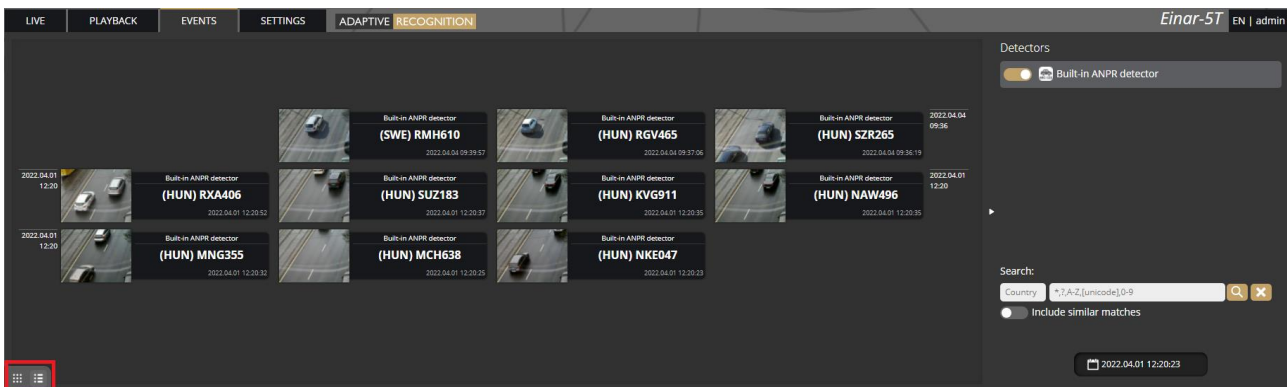 LIVE PLAYBACK EVENTS SETTINGS ADAPTIVE RECOGNITION Einar-5T EN | admin
Detectors
Built-in ANPR detector
Built-in ANPR detector
(SWE) RMH610
2022.04.04 09:39:57
Built-in ANPR detector
(HUN) RGV465
2022.04.04 09:37:06
Built-in ANPR detector
(HUN) SZR265
2022.04.04 09:36:19
2022.04.04
09:36
2022.04.01
12:20
Built-in ANPR detector
(HUN) RXA406
2022.04.01 12:20:52
Built-in ANPR detector
(HUN) SUZ183
2022.04.01 12:20:37
Built-in ANPR detector
(HUN) KVG911
2022.04.01 12:20:35
Built-in ANPR detector
(HUN) NAW496
2022.04.01 12:20:35
2022.04.01
12:20
2022.04.01
12:20
Built-in ANPR detector
(HUN) MNG355
2022.04.01 12:20:32
Built-in ANPR detector
(HUN) MCH638
2022.04.01 12:20:25
Built-in ANPR detector
(HUN) NKE047
2022.04.01 12:20:23
Search:
Country *,?,A-Z,[unicode],0-9
Include similar matches
2022.04.01 12:20:23